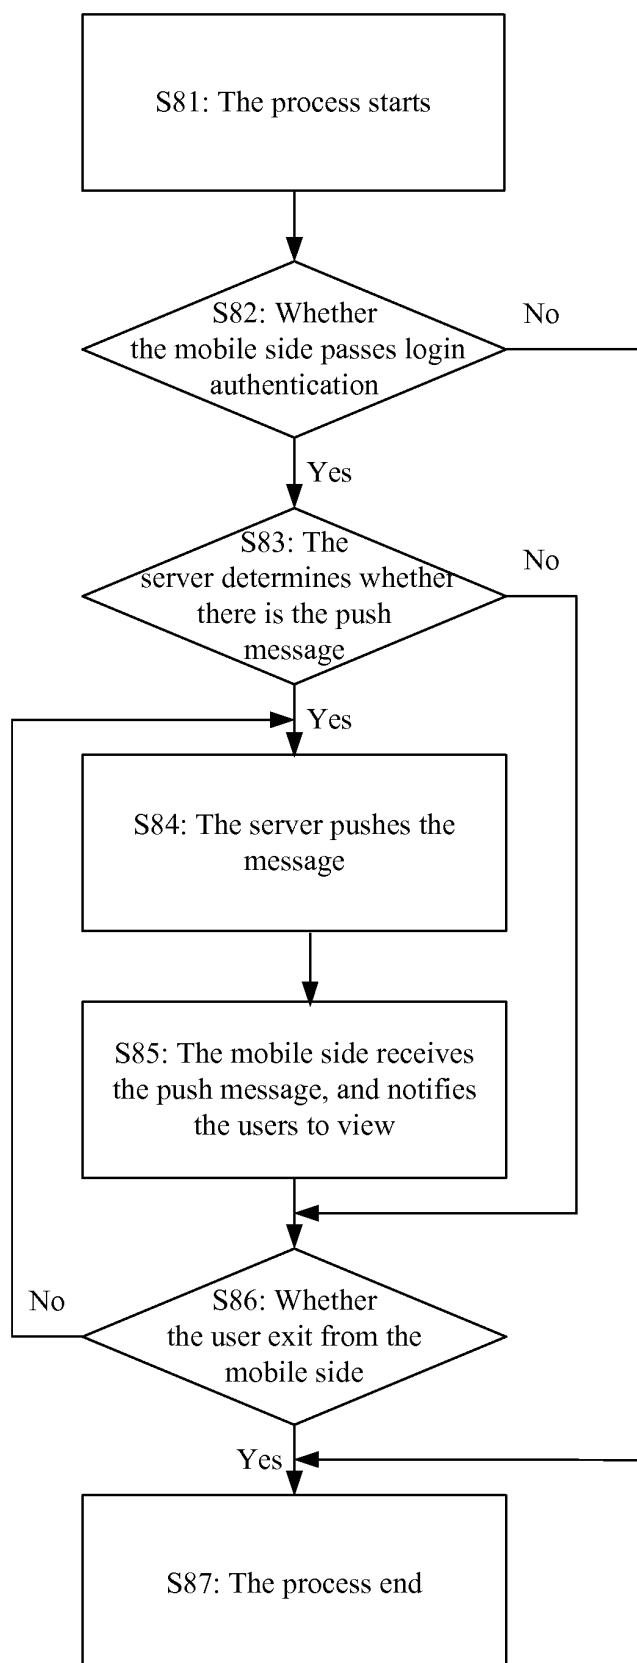 S81: The process starts
S82: Whether
the mobile side passes login
authentication
No
Yes
S83: The
server determines whether
there is the push
message
No
Yes
S84: The server pushes the
message
S85: The mobile side receives
the push message, and notifies
the users to view
S86: Whether
the user exit from the
mobile side
No
Yes
S87: The process end